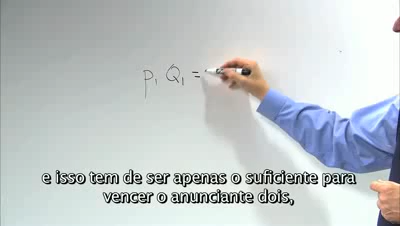 p₁ Q₁ =
e isso tem de ser apenas o suficiente para
vencer o anunciante dois,